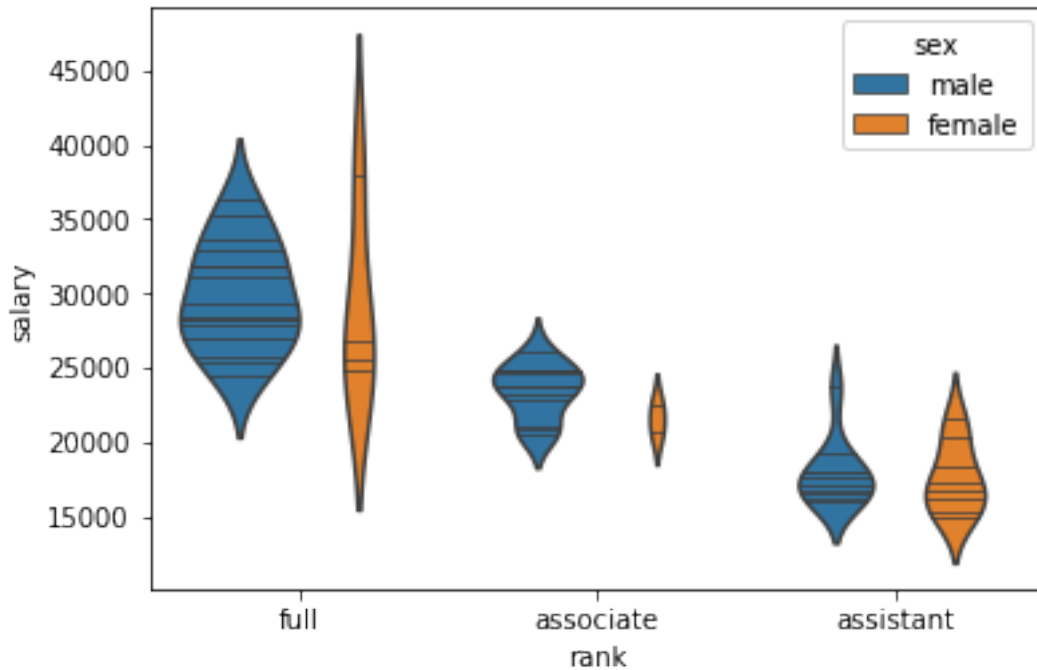 sex
male
female
45000
40000
35000
30000
25000
20000
15000
salary
full
associate
assistant
rank